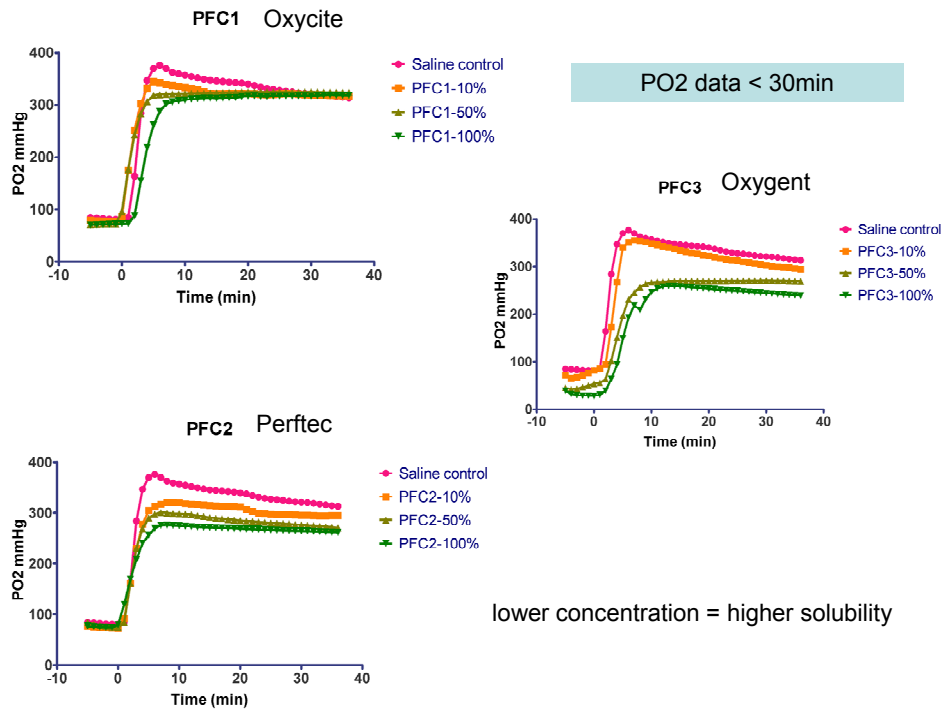 PFC1 Oxycite
400
300
200
100
0
PO2 mmHg
-10 0 10 20 30 40
Time (min)
Saline control
PFC1-10%
PFC1-50%
PFC1-100%
PO2 data < 30min
PFC3 Oxygent
400
300
200
100
0
PO2 mmHg
-10 0 10 20 30 40
Time (min)
Saline control
PFC3-10%
PFC3-50%
PFC3-100%
PFC2 Perftec
400
300
200
100
0
PO2 mmHg
-10 0 10 20 30 40
Time (min)
Saline control
PFC2-10%
PFC2-50%
PFC2-100%
lower concentration = higher solubility